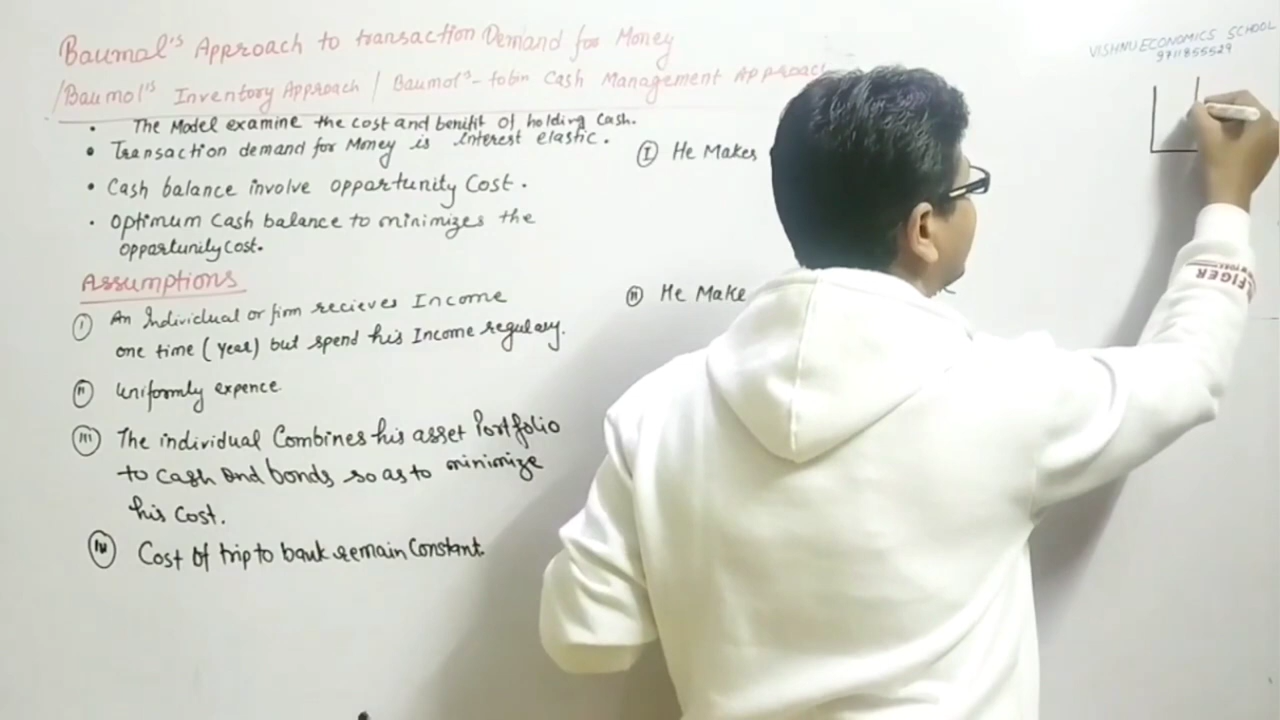 Baumal's Approach to transaction Demand for Money
/Baumol's Inventory Approach / Baumol's-tobin Cash Management Approach
• The Model examine the cost and benifit of holding Cash.
• Transaction demand for Money is interest elastic.
• Cash balance involve opportunity Cost.
• Optimum Cash balance to minimizes the
opportunity cost.
Assumptions
(i) An Individual or firm recieves Income
one time (year) but spend his Income regulary.
(ii) Uniformly expence
(iii) The individual Combines his asset Portfolio
to Cash and bonds so as to minimize
his Cost.
(iv) Cost of trip to bank remain Constant.
(I) He Makes
(ii) He Make
VISHNU ECONOMICS SCHOOL
9711855529
FIGER